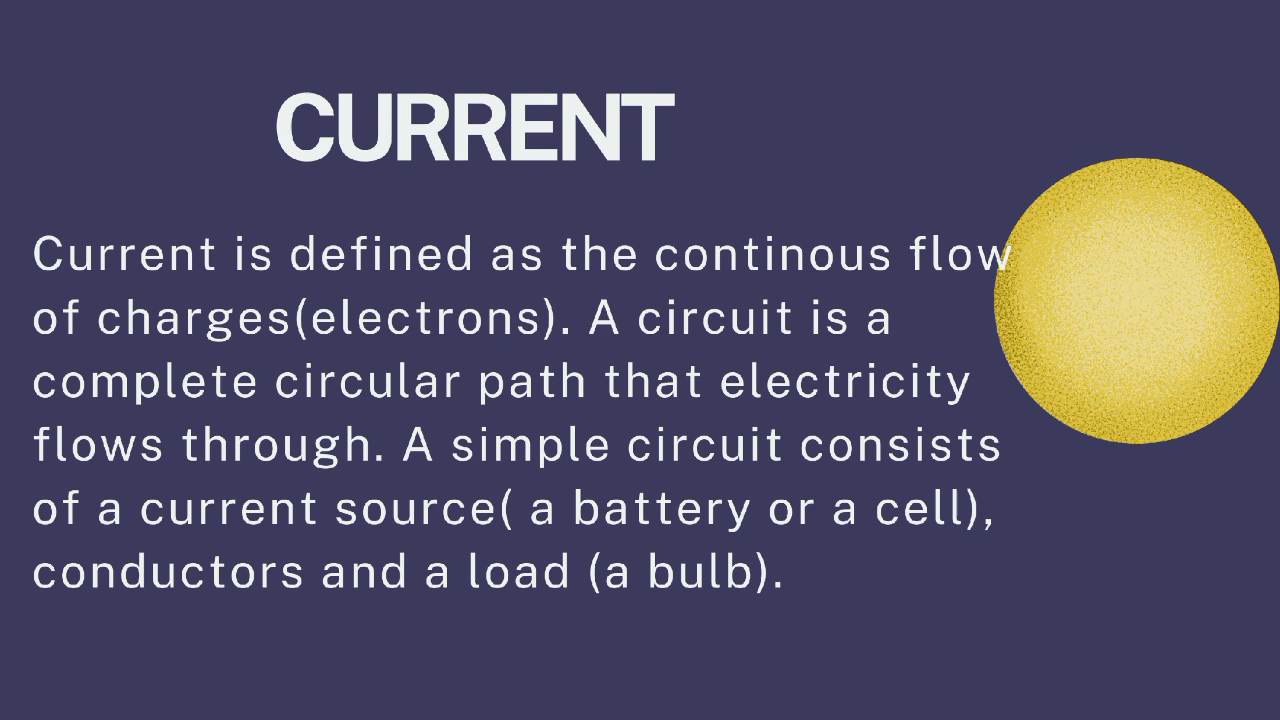 CURRENT
Current is defined as the continous flow
of charges(electrons). A circuit is a
complete circular path that electricity
flows through. A simple circuit consists
of a current source( a battery or a cell),
conductors and a load (a bulb).